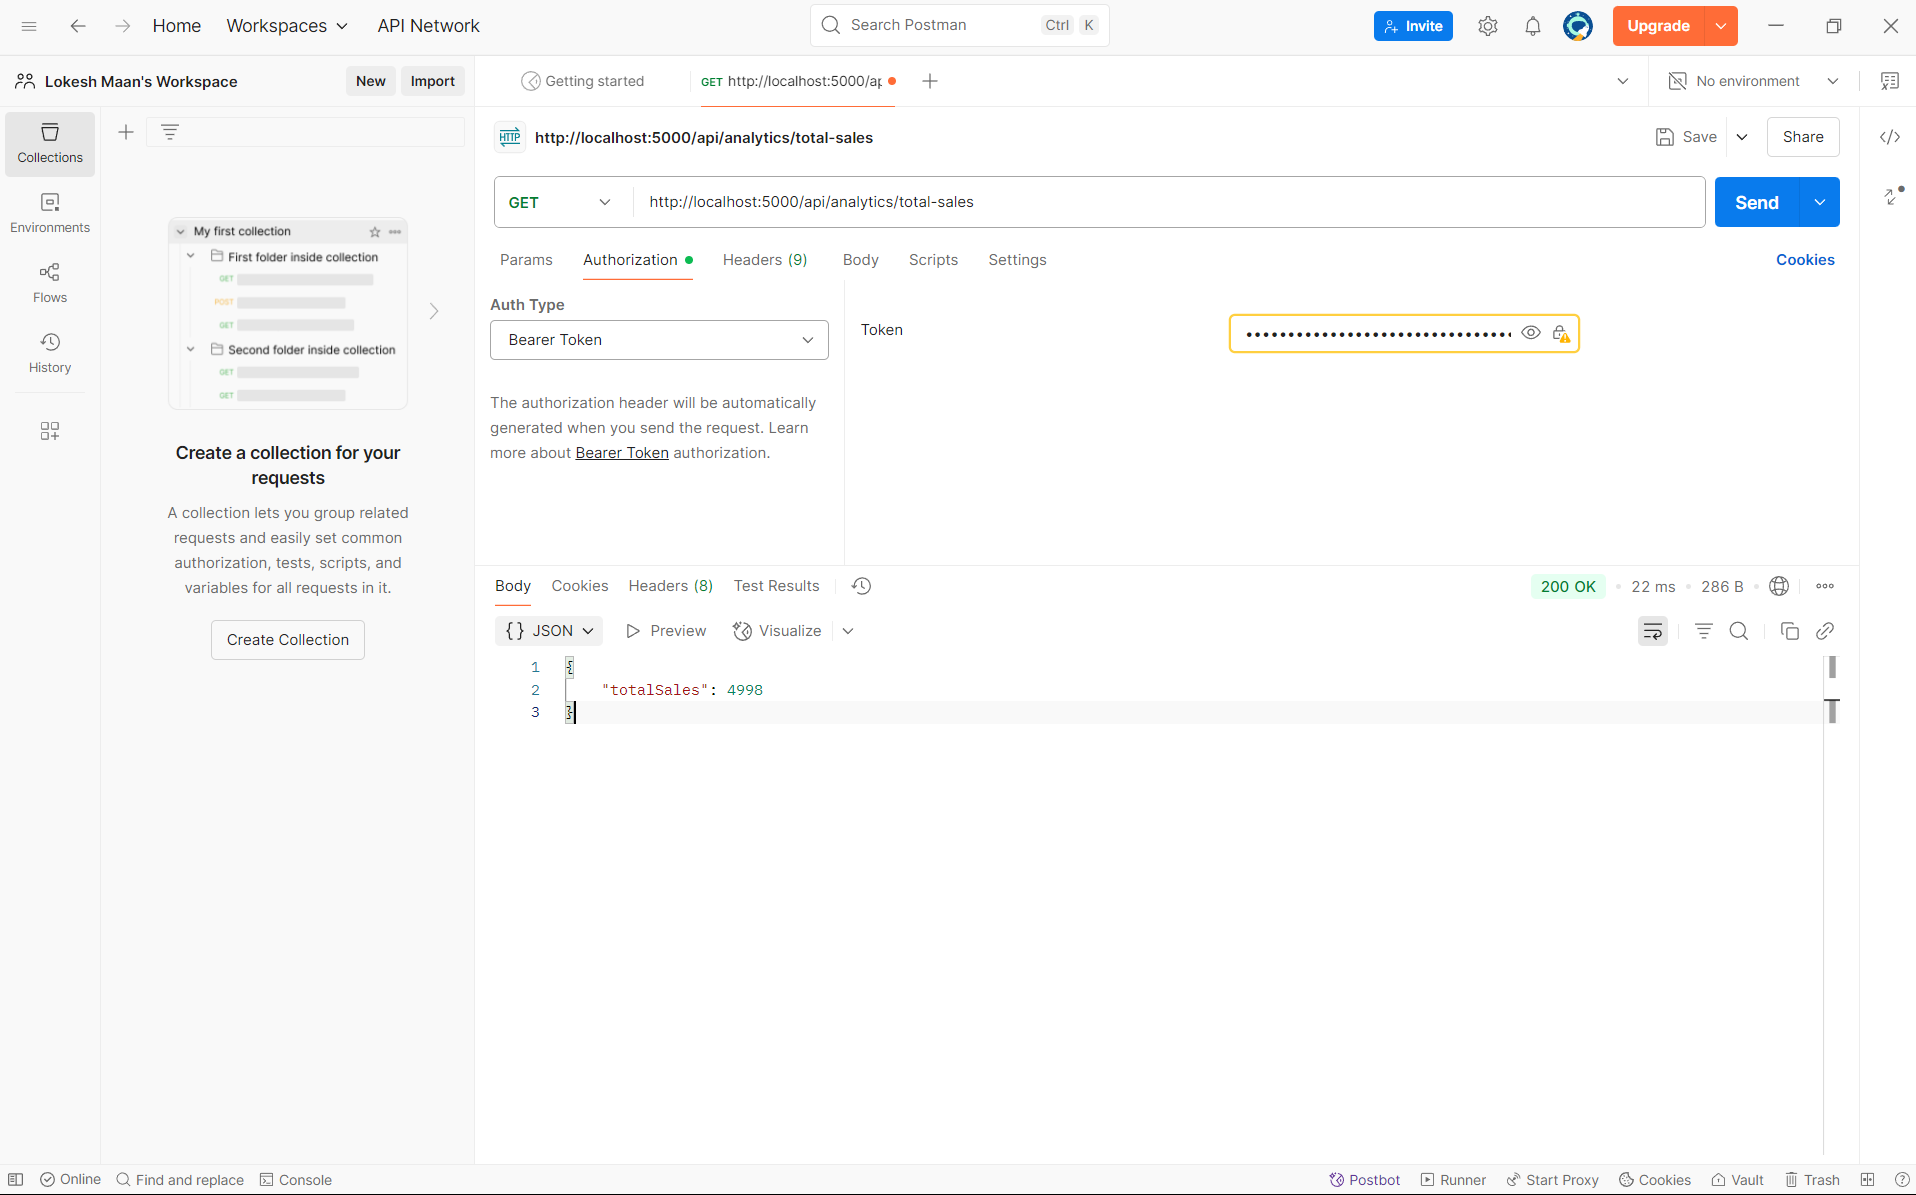 Home
Workspaces
API Network
Search Postman
Ctrl
K
Invite
Upgrade
Lokesh Maan's Workspace
New
Import
Getting started
GET http://localhost:5000/ap
No environment
Collections
Environments
Flows
History
My first collection
First folder inside collection
GET
POST
GET
Second folder inside collection
GET
GET
Create a collection for your
requests
A collection lets you group related
requests and easily set common
authorization, tests, scripts, and
variables for all requests in it.
Create Collection
HTTP
http://localhost:5000/api/analytics/total-sales
Save
Share
GET
http://localhost:5000/api/analytics/total-sales
Send
Params
Authorization
Headers (9)
Body
Scripts
Settings
Cookies
Auth Type
Bearer Token
The authorization header will be automatically
generated when you send the request. Learn
more about Bearer Token authorization.
Token
Body
Cookies
Headers (8)
Test Results
200 OK
22 ms
286 B
{} JSON
Preview
Visualize
1 {
2 "totalSales": 4998
3 }
Online
Find and replace
Console
Postbot
Runner
Start Proxy
Cookies
Vault
Trash